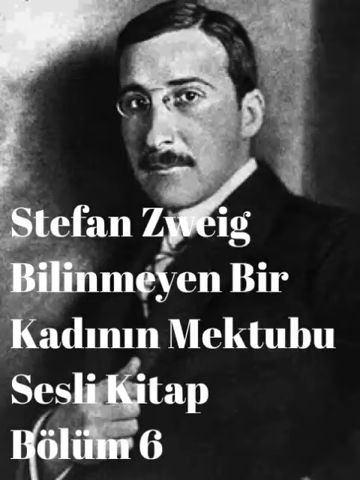 Stefan Zweig
Bilinmeyen Bir
Kadının Mektubu
Sesli Kitap
Bölüm 6